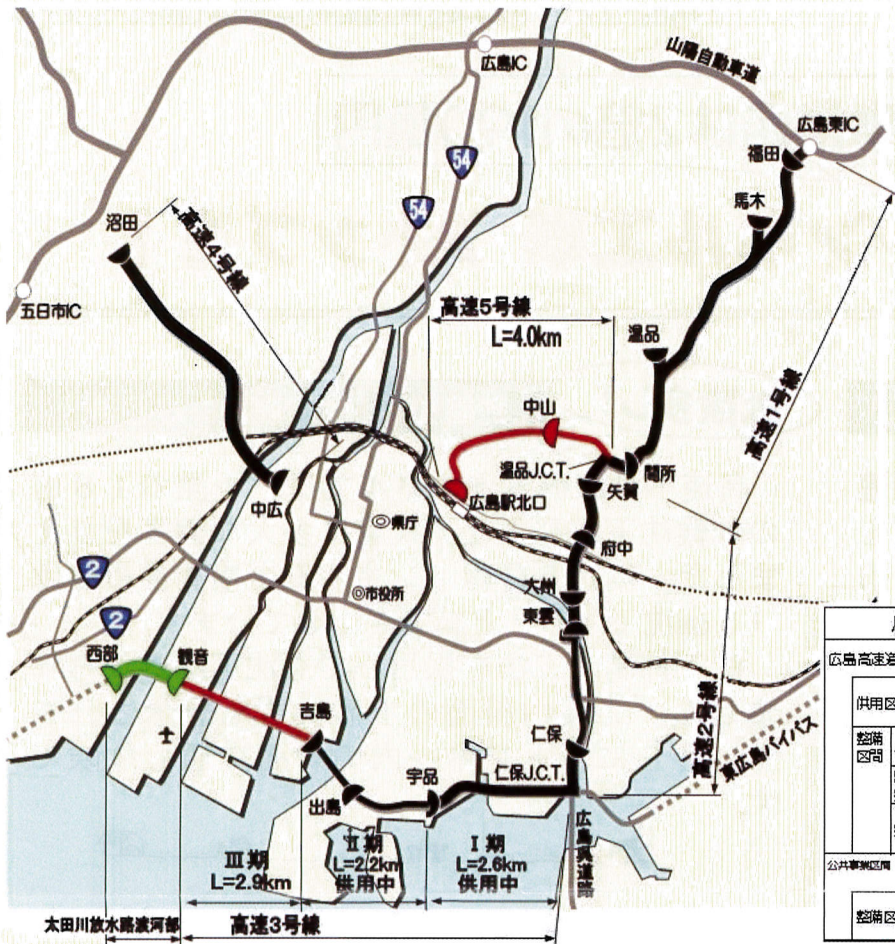 広島IC
山陽自動車道
広島東IC
福田
54
54
馬木
沼田
高速4号線
五日市IC
高速5号線
L=4.0km
温品
高速1号線
中山
温品J.C.T.
間所
広島駅北口
矢賀
中広
県庁
府中
2
市役所
大州
東雲
2
西部
観音
吉島
仁保
高速2号線
東広島バイパス
宇品
仁保J.C.T.
出島
広島呉道路
III期
L=2.9km
II期
L=2.2km
供用中
I期
L=2.6km
供用中
太田川放水路渡河部
高速3号線
広島高速道
供用区
整備
区間
公共事業区間
整備区